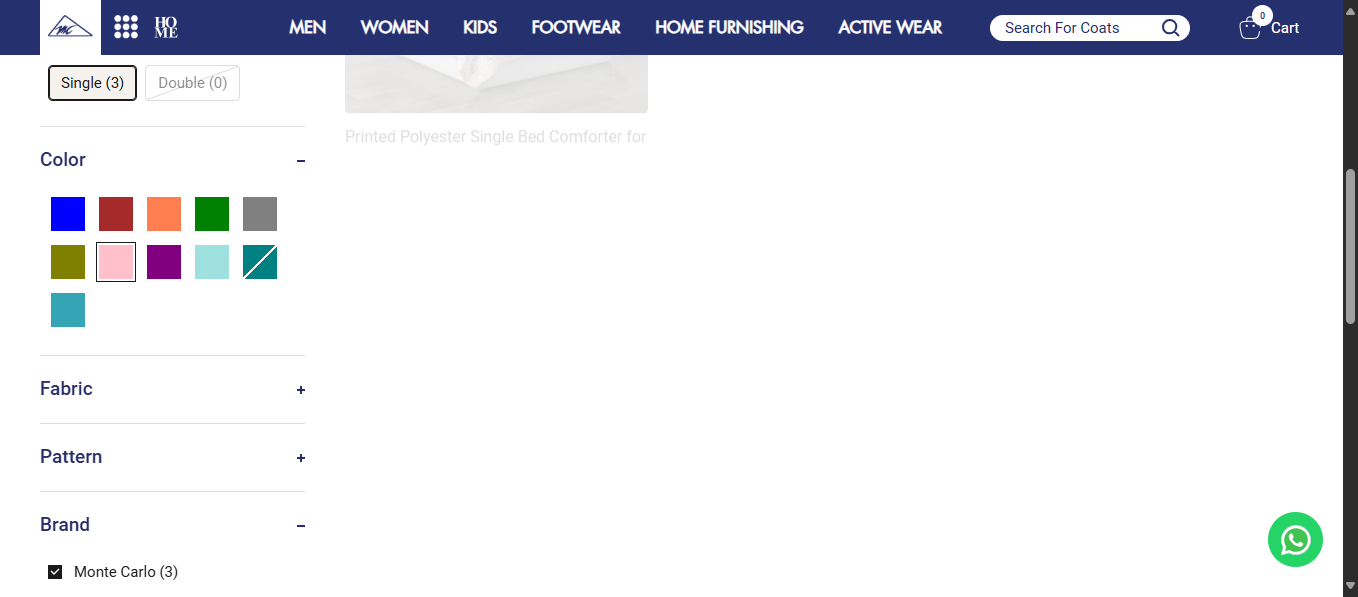 mc
HO
ME
MEN
WOMEN
KIDS
FOOTWEAR
HOME FURNISHING
ACTIVE WEAR
Search For Coats
0
Cart
Single (3)
Double (0)
Printed Polyester Single Bed Comforter for
Color
Fabric
Pattern
Brand
Monte Carlo (3)